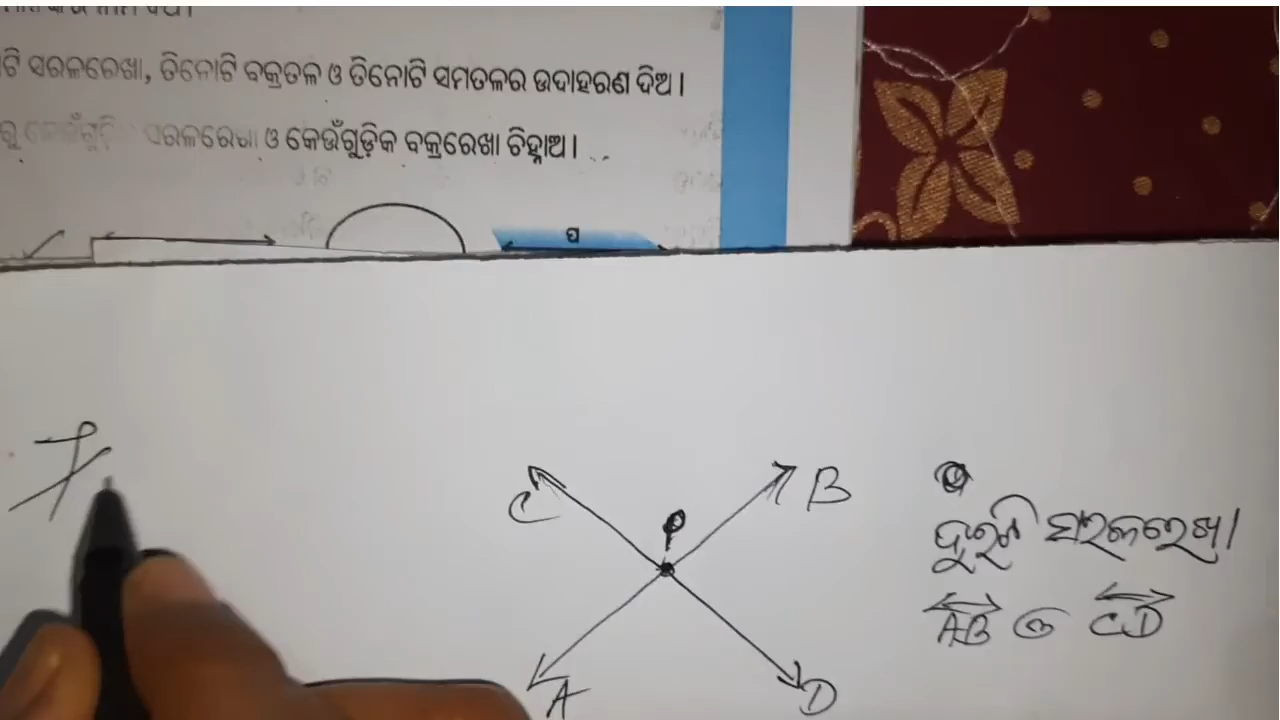 ଟି ସରଳରେଖା, ତିନୋଟି ବକ୍ରତଳ ଓ ତିନୋଟି ସମତଳର ଉଦାହରଣ ଦିଅ।
ସରଳରେଖା ଓ କେଉଁଗୁଡ଼ିକ ବକ୍ରରେଖା ଚିହ୍ନାଅ।
ପ
C B
P
ଦୁଇଟି ସରଳରେଖା
AB ଓ CD
A D